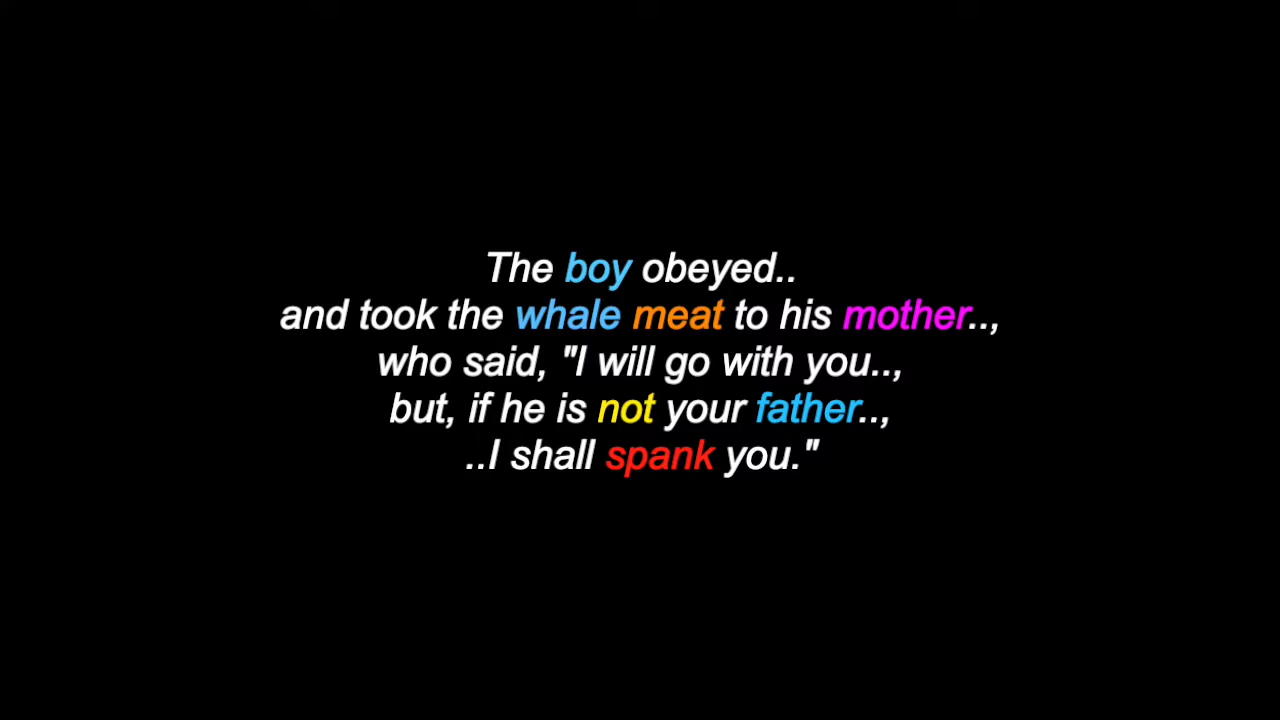 The boy obeyed..
and took the whale meat to his mother..,
who said, "I will go with you..,
but, if he is not your father..,
..I shall spank you."